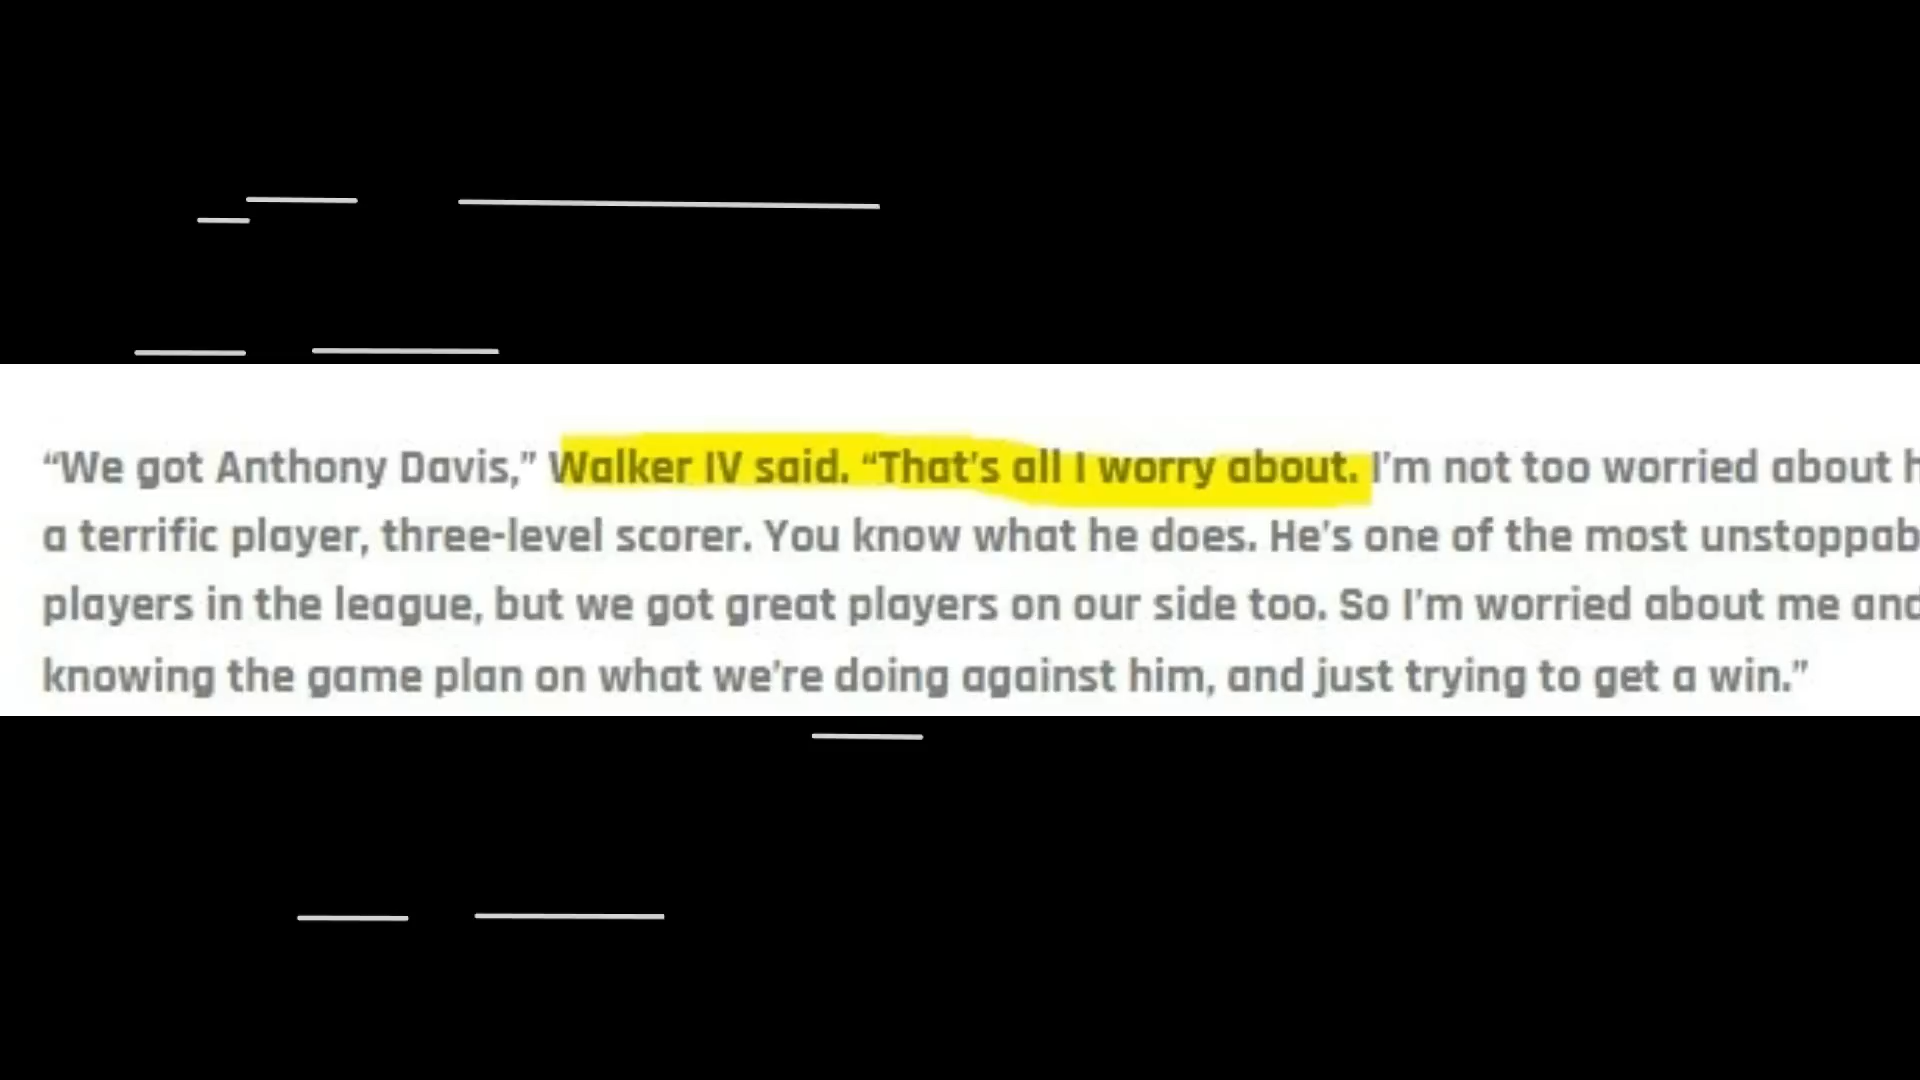 “We got Anthony Davis,” Walker IV said. “That’s all I worry about. I’m not too worried about
a terrific player, three-level scorer. You know what he does. He’s one of the most
players in the league, but we got great players on our side too. So I’m worried about me and
knowing the game plan on what we’re doing against him, and just trying to get a win.”